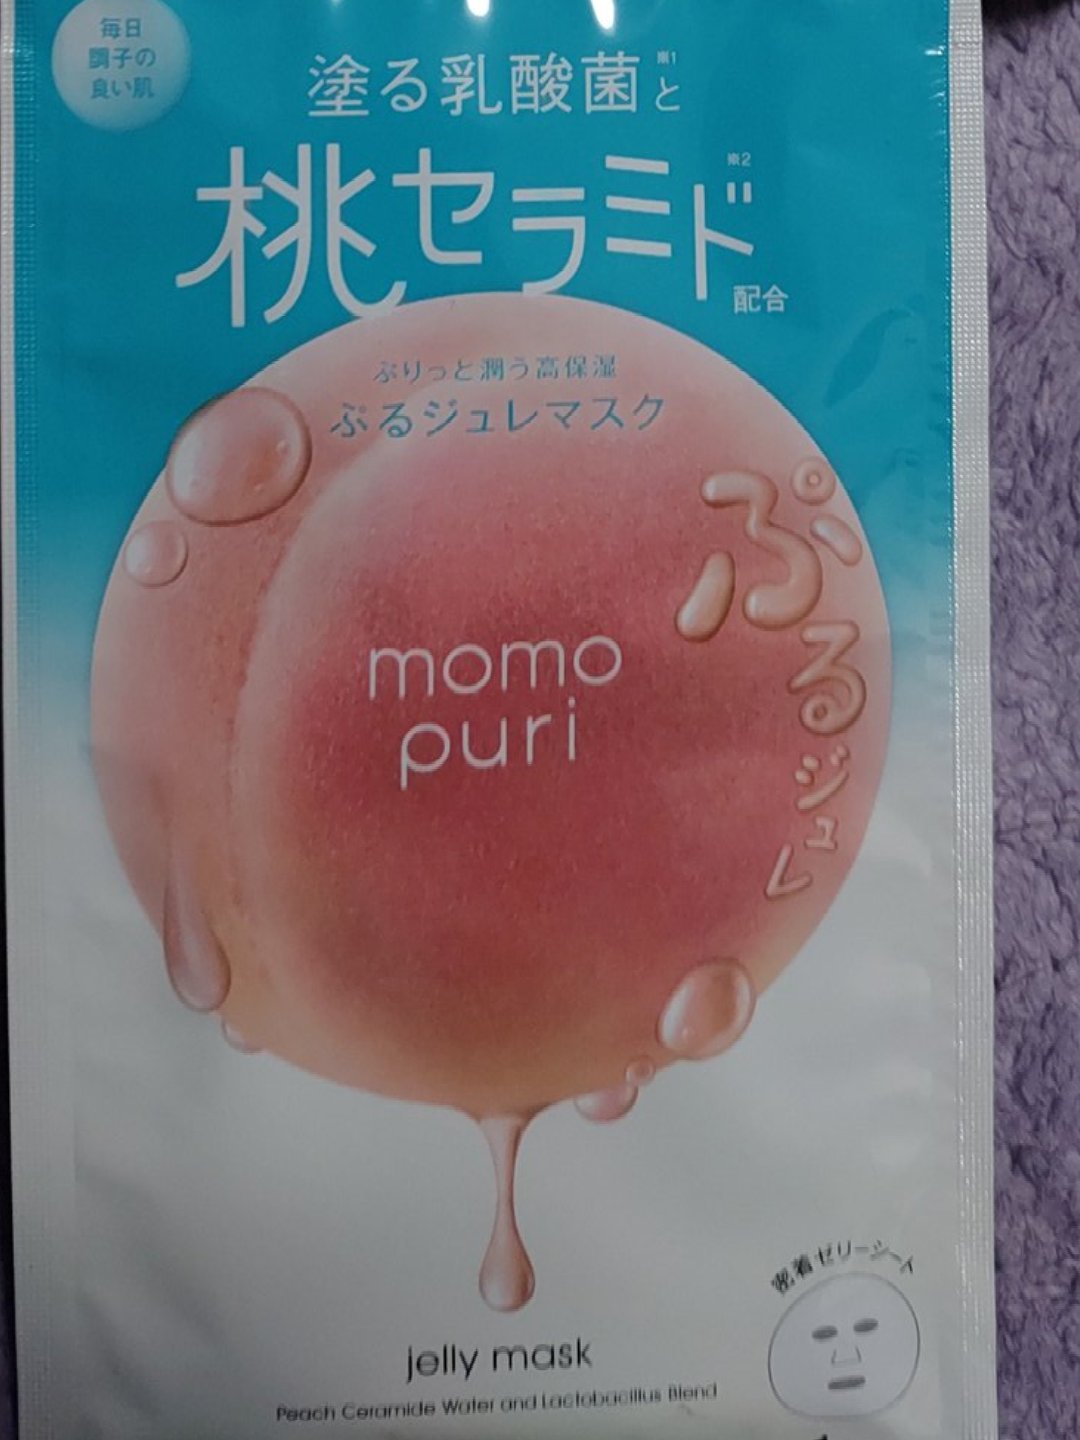 毎日
調子の
良い肌
塗る乳酸菌※1と
桃セラミド※2
配合
ぷりっと潤う高保湿
ぷるジュレマスク
ぷるジュレ
momo
puri
密着ゼリーシート
jelly mask
Peach Ceramide Water and Lactobacillus Blend